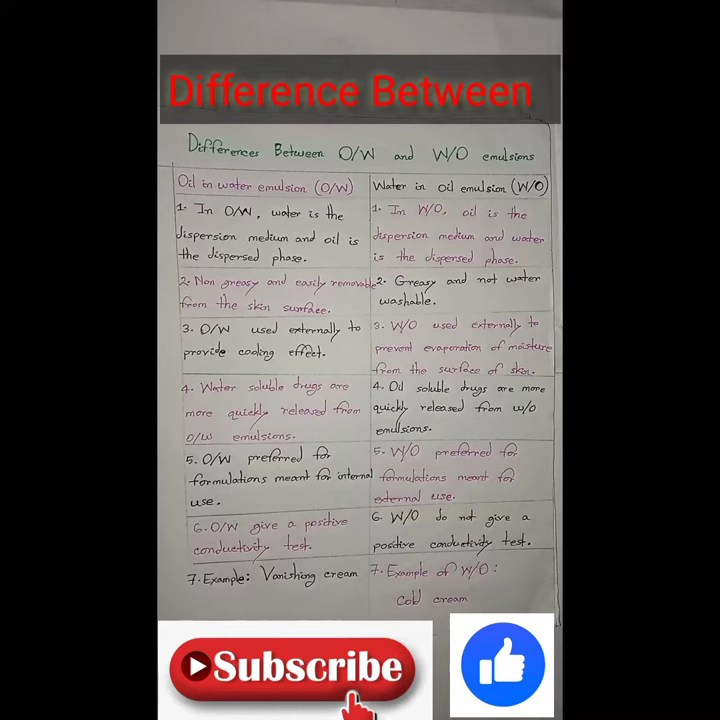 Difference Between
Differences Between O/W and W/O emulsions
Oil in water emulsion (O/W)
1. In O/W, water is the
dispersion medium and oil is
the dispersed phase.
2. Non greasy and easily removable
from the skin surface.
3. O/W used externally to
provide cooling effect.
4. Water soluble drugs are
more quickly released from
O/W emulsions.
5. O/W preferred for
formulations meant for internal
use.
6. O/W give a positive
conductivity test.
7. Example: Vanishing cream
Water in oil emulsion (W/O)
1. In W/O, oil is the
dispersion medium and water
is the dispersed phase.
2. Greasy and not water
washable.
3. W/O used externally to
prevent evaporation of moisture
from the surface of skin.
4. Oil soluble drugs are more
quickly released from w/o
emulsions.
5. W/O preferred for
formulations meant for
external use.
6. W/O do not give a
positive conductivity test.
7. Example of W/O:
Cold cream
Subscribe